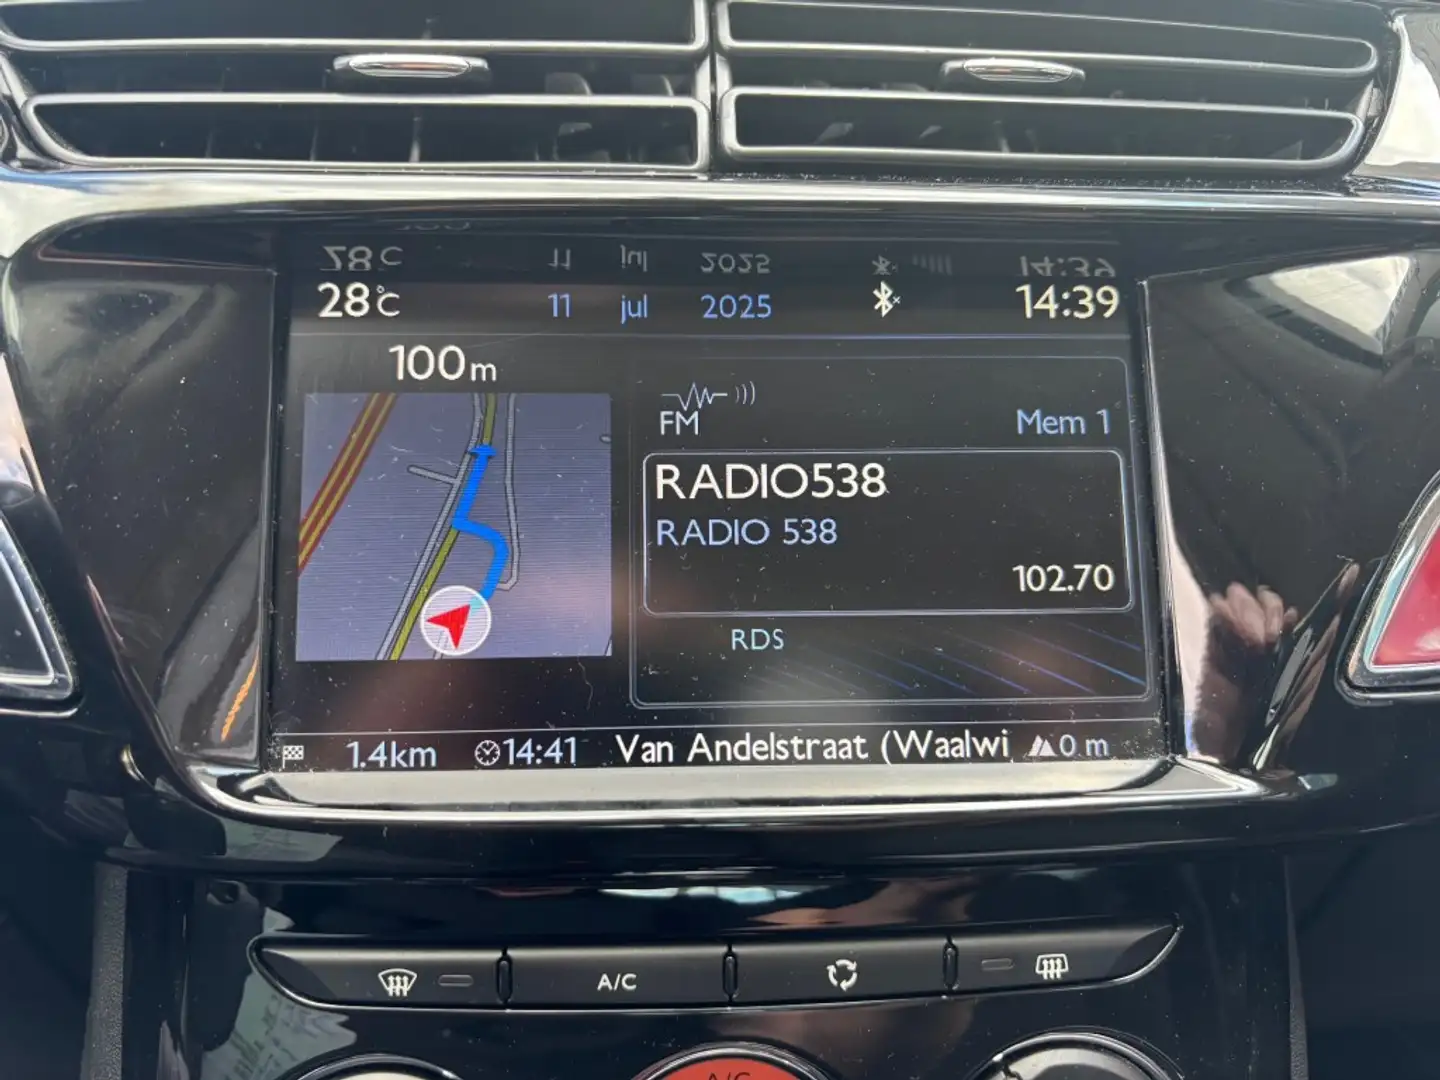 28°C 11 jul 2025 14:39
100m
FM Mem 1
RADIO538
RADIO 538
102.70
RDS
1.4km 14:41 Van Andelstraat (Waalwi 0 m
A/C
A/C